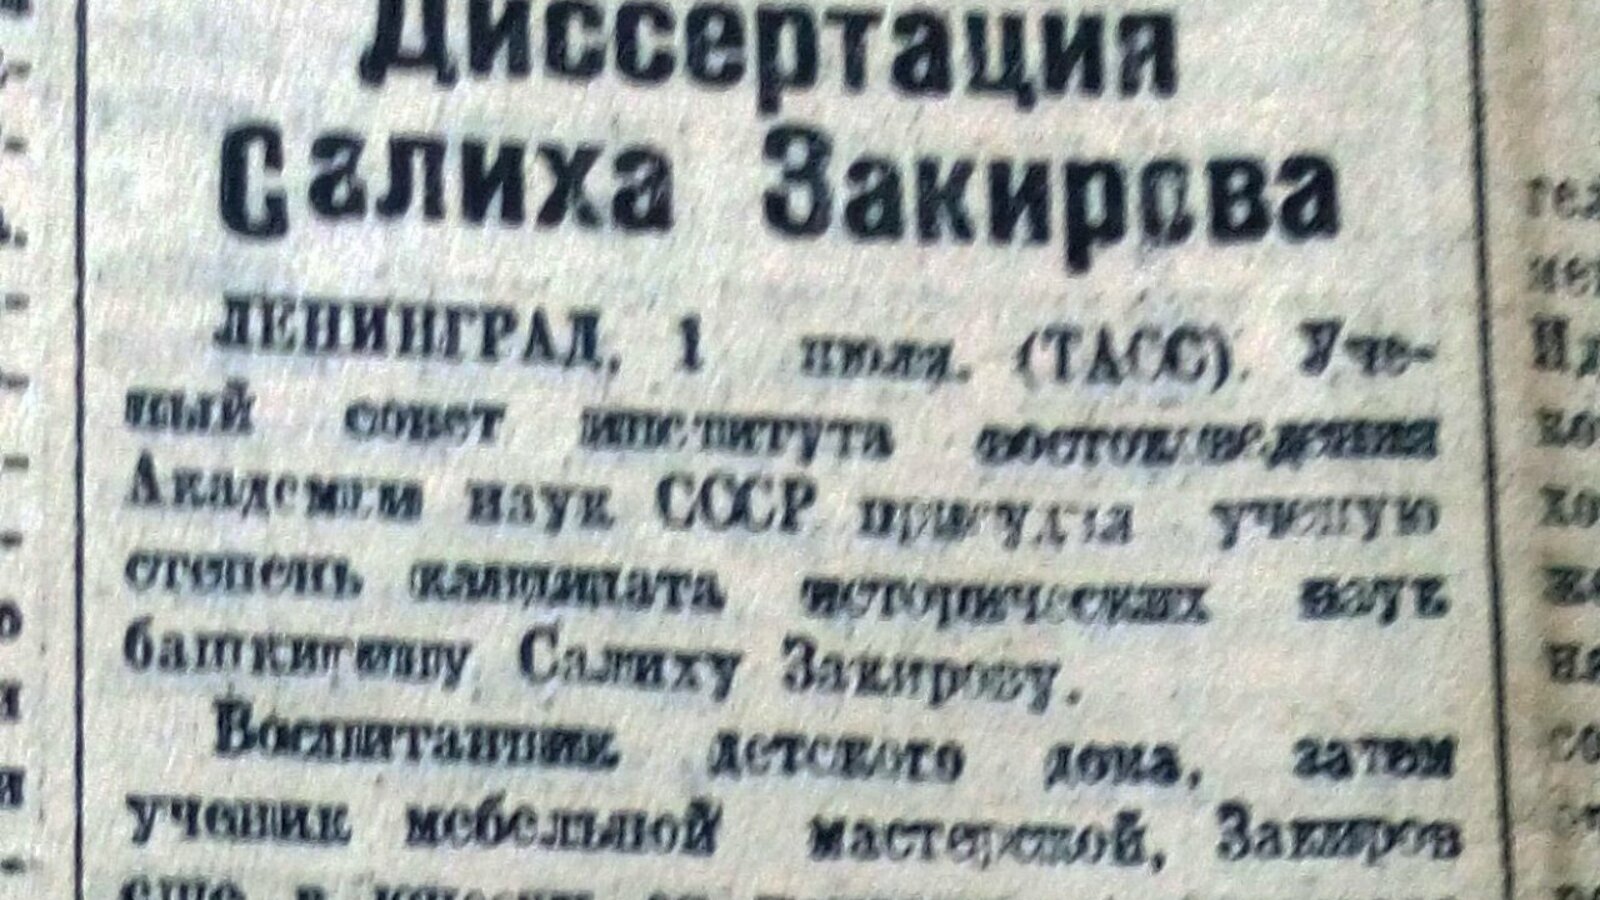 Диссертация
Салиха Закирова
ЛЕНИНГРАД, 1 июля. (ТАСС). Уче-
ный совет института востоковедения
Академии наук СССР присудил ученую
степень кандидата исторических наук
башкирину Салиху Закирову.
Воспитанник детского дома, затем
ученик мебельной мастерской, Закиров
еще в